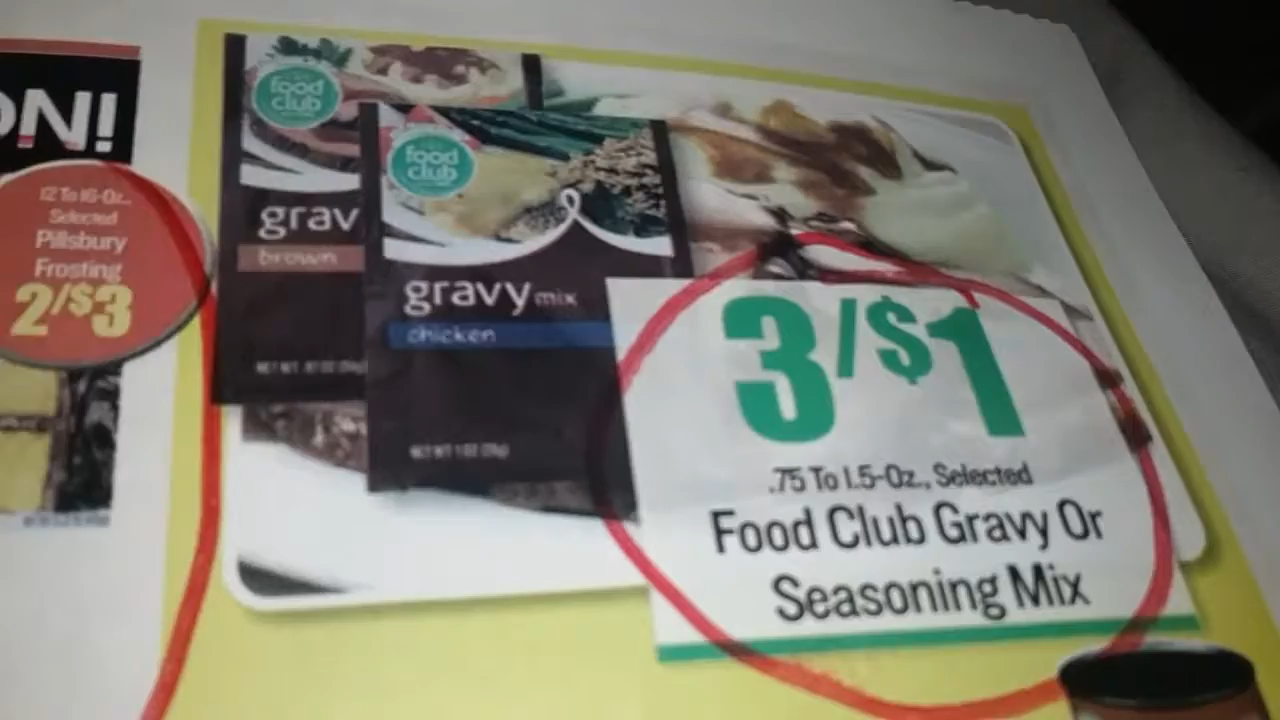 ON!
12 To 16-Oz.,
Selected
Pillsbury
Frosting
2/$3
food
club
grav
brown
food
club
gravy mix
chicken
3/$1
.75 To 1.5-Oz., Selected
Food Club Gravy Or
Seasoning Mix